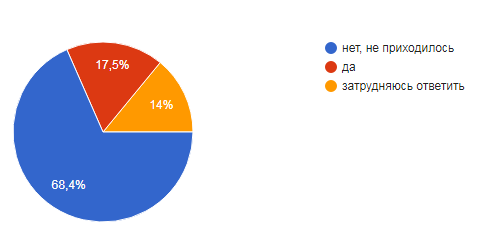 нет, не приходилось
17,5%
да
затрудняюсь ответить
14%
68,4%